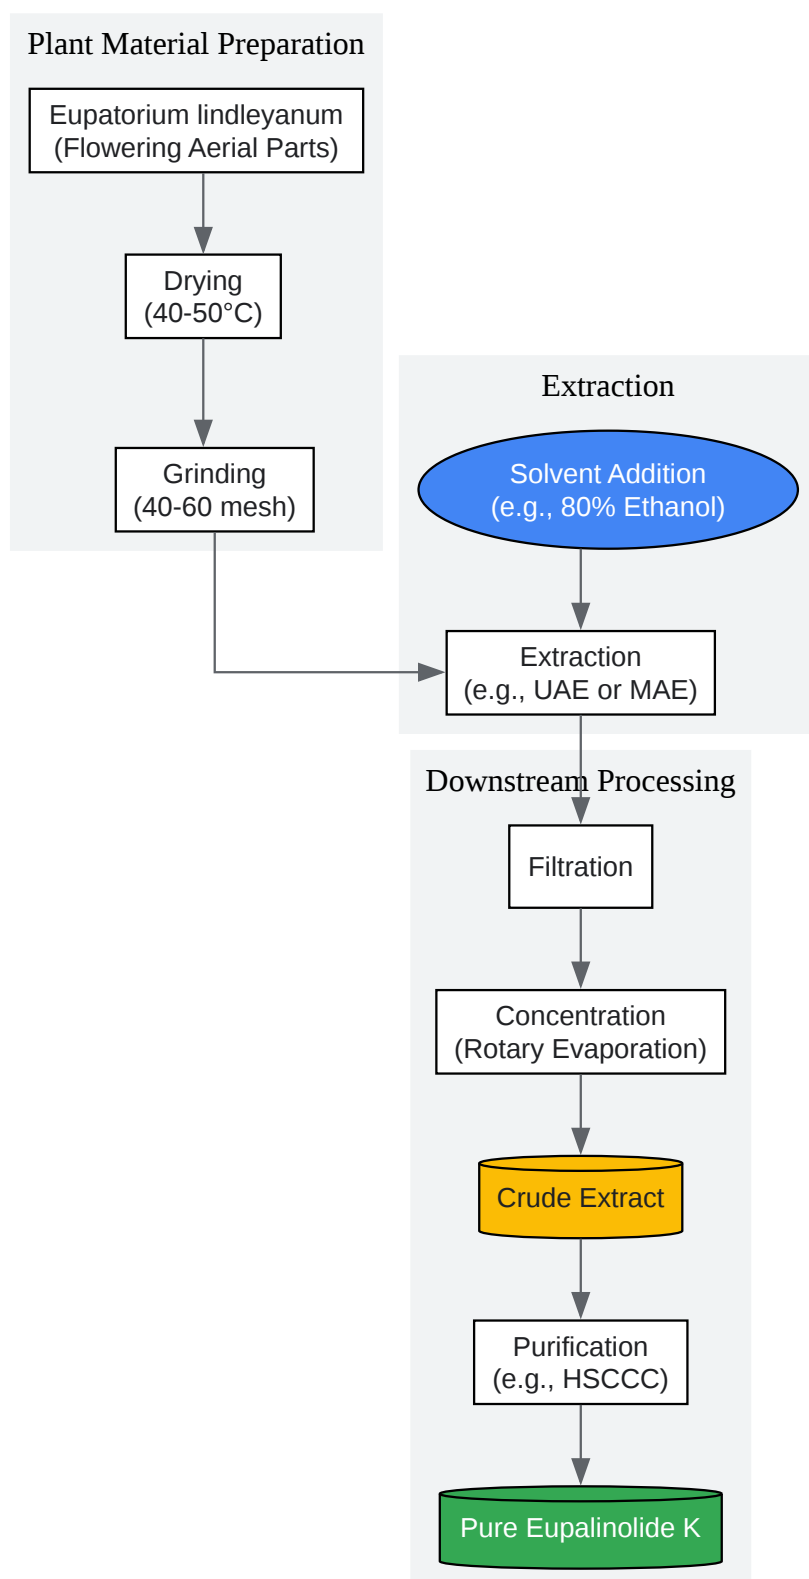 Plant Material Preparation
Eupatorium lindleyanum
(Flowering Aerial Parts)
Drying
(40-50°C)
Grinding
(40-60 mesh)
Extraction
Solvent Addition
(e.g., 80% Ethanol)
Extraction
(e.g., UAE or MAE)
Downstream Processing
Filtration
Concentration
(Rotary Evaporation)
Crude Extract
Purification
(e.g., HSCCC)
Pure Eupalinolide K